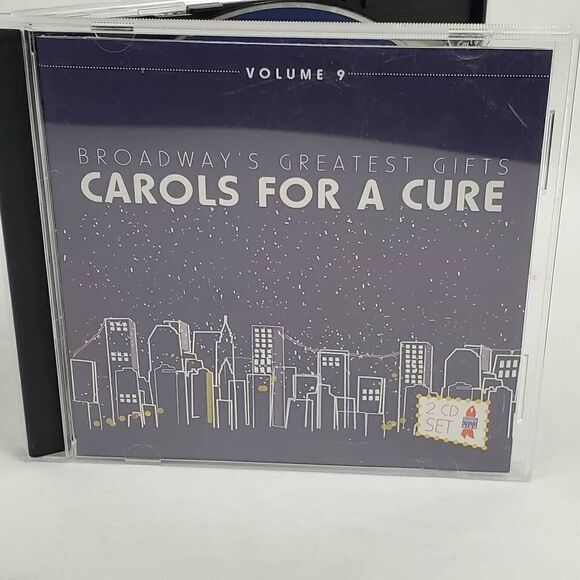 VOLUME 9
BROADWAY'S GREATEST GIFTS
CAROLS FOR A CURE
2 CD
SET